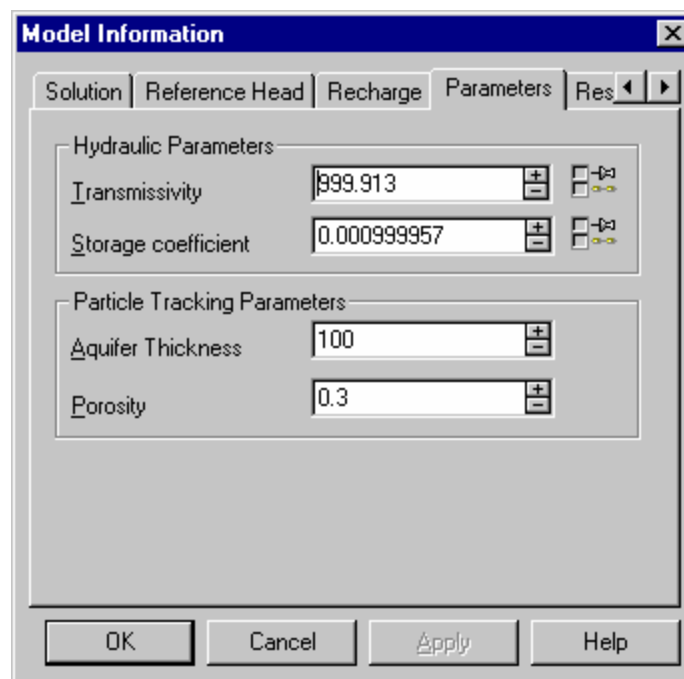 Model Information
Solution Reference Head Recharge Parameters Res
Hydraulic Parameters
Transmissivity 999.913
Storage coefficient 0.000999957
Particle Tracking Parameters
Aquifer Thickness 100
Porosity 0.3
OK Cancel Apply Help